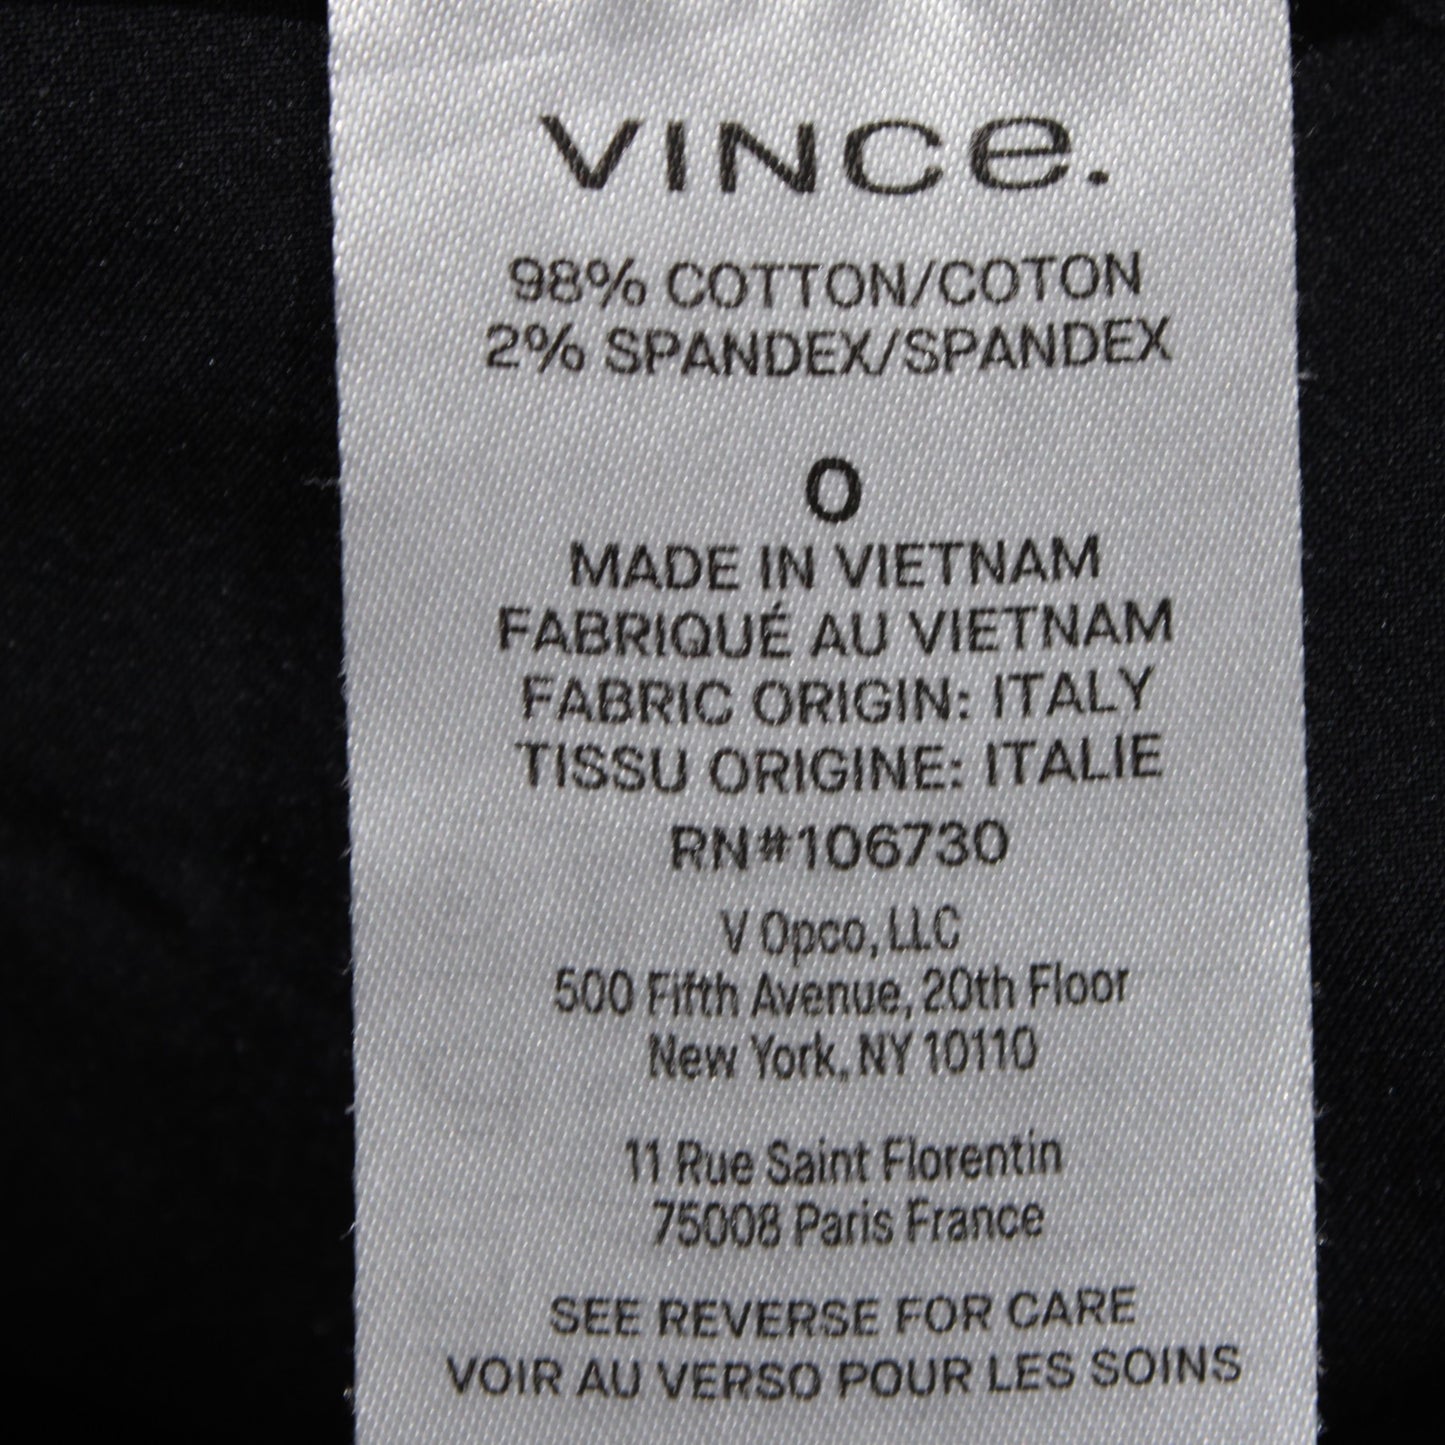 VINCe.
98% COTTON/COTON
2% SPANDEX/SPANDEX
0
MADE IN VIETNAM
FABRIQUÉ AU VIETNAM
FABRIC ORIGIN: ITALY
TISSU ORIGINE: ITALIE
RN#106730
V Opco, LLC
500 Fifth Avenue, 20th Floor
New York, NY 10110
11 Rue Saint Florentin
75008 Paris France
SEE REVERSE FOR CARE
VOIR AU VERSO POUR LES SOINS